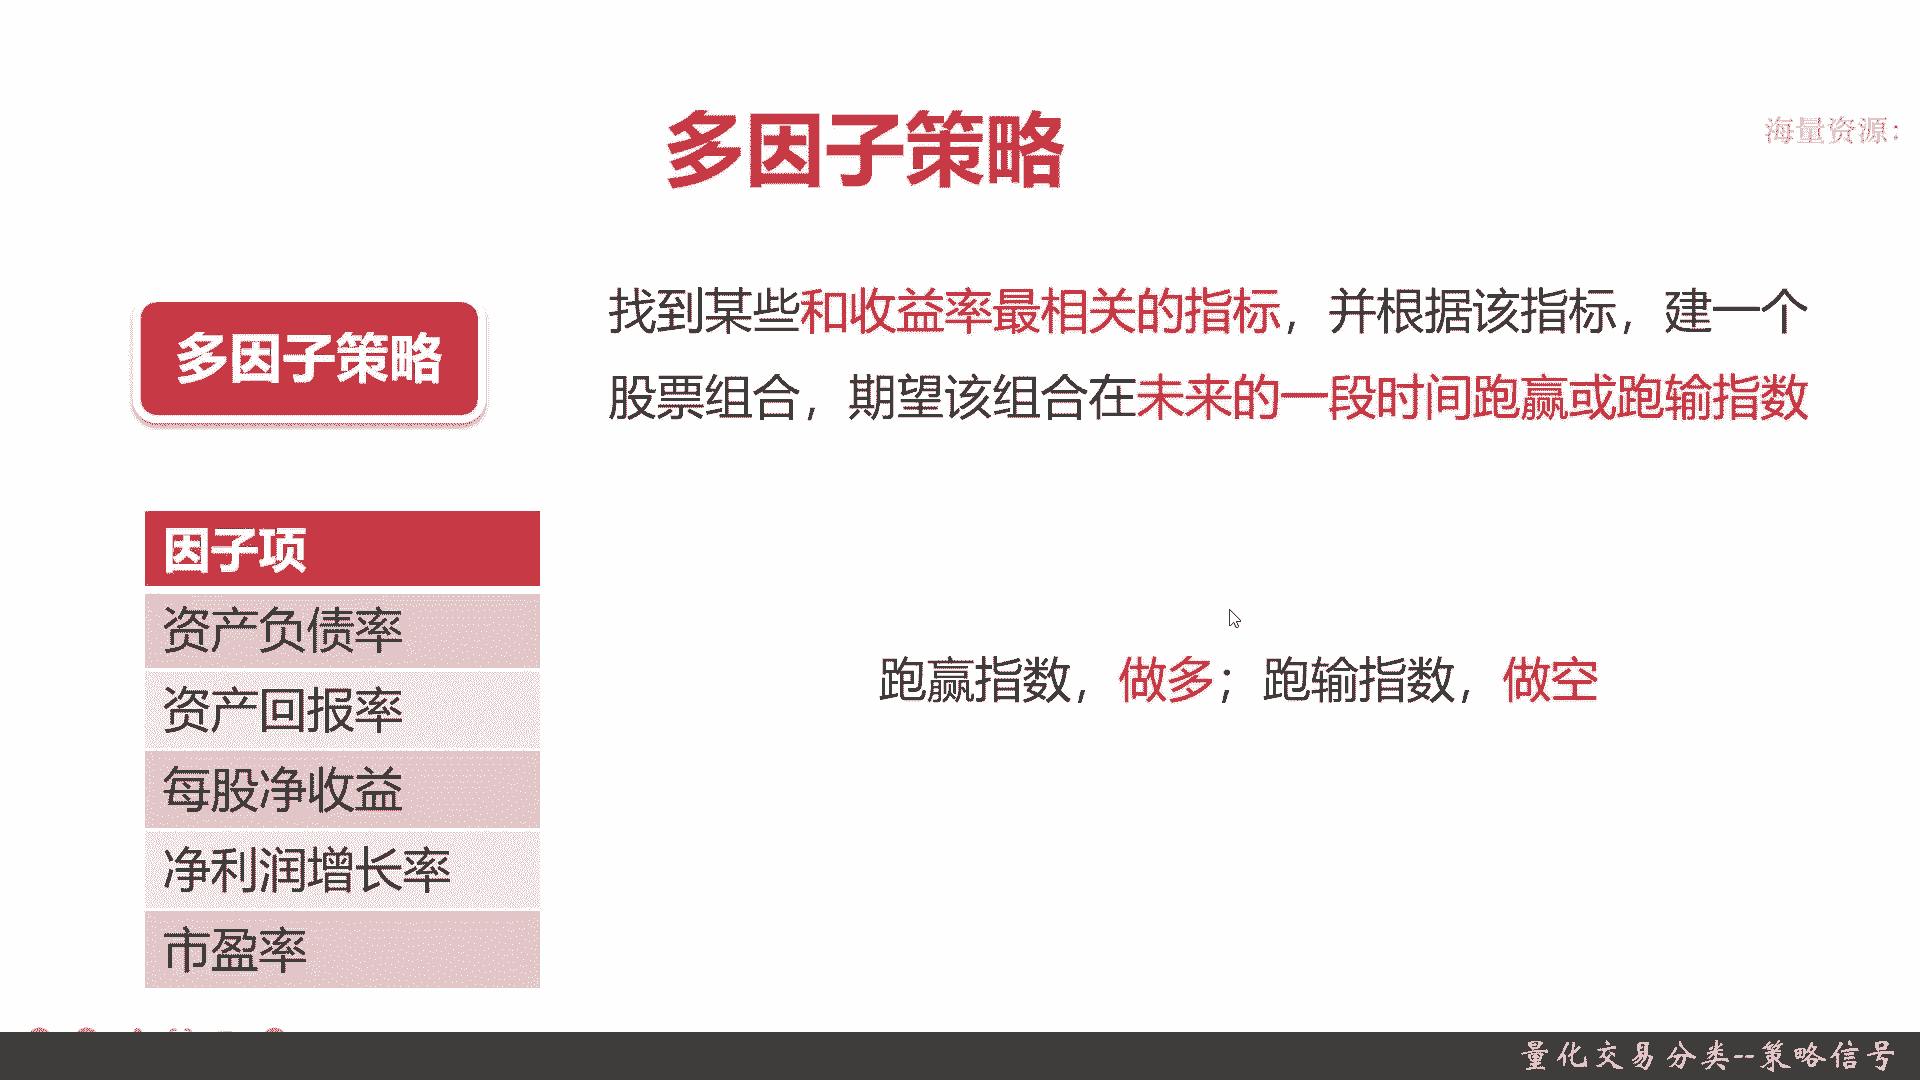 多因子策略
海量资源：
多因子策略
找到某些和收益率最相关的指标，并根据该指标，建一个
股票组合，期望该组合在未来的一段时间跑赢或跑输指数
因子项
资产负债率
资产回报率
每股净收益
净利润增长率
市盈率
跑赢指数，做多；跑输指数，做空
量化交易分类--策略信号